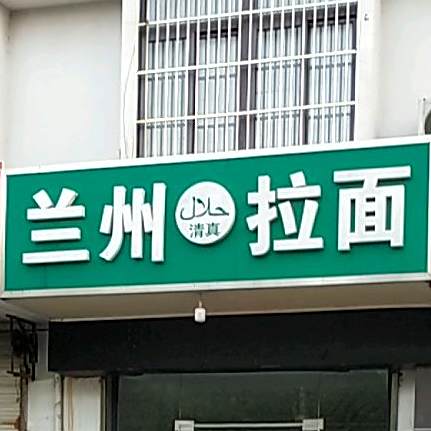 兰州 حلال 清真 拉面